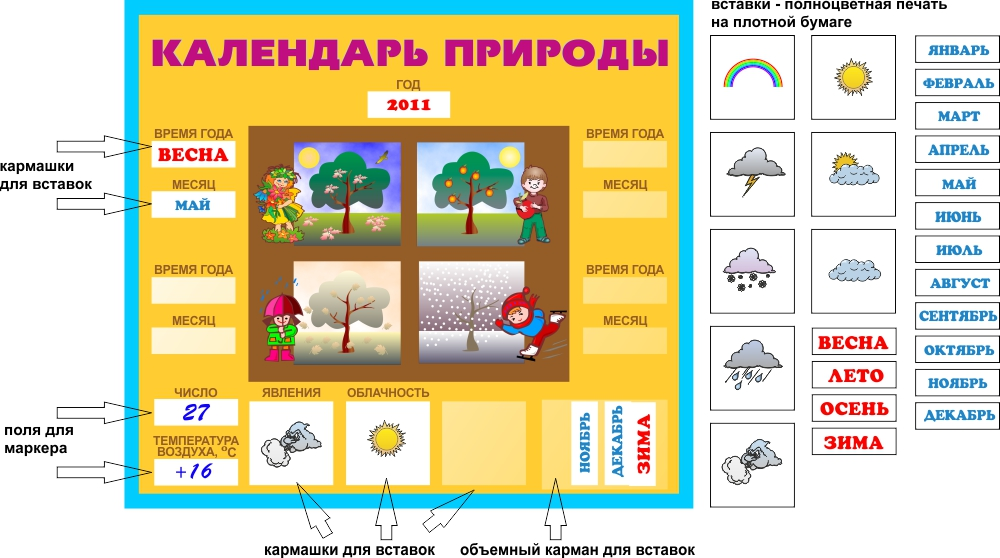 вставки - полноцветная печать
на плотной бумаге
КАЛЕНДАРЬ ПРИРОДЫ
ГОД
2011
кармашки
для вставок
ВРЕМЯ ГОДА
ВЕСНА
МЕСЯЦ
МАЙ
ВРЕМЯ ГОДА
МЕСЯЦ
ВРЕМЯ ГОДА
МЕСЯЦ
ВРЕМЯ ГОДА
МЕСЯЦ
поля для
маркера
ЧИСЛО
27
ТЕМПЕРАТУРА
ВОЗДУХА, °С
+16
ЯВЛЕНИЯ
ОБЛАЧНОСТЬ
НОЯБРЬ
ДЕКАБРЬ
ЗИМА
кармашки для вставок
объемный карман для вставок
ВЕСНА
ЛЕТО
ОСЕНЬ
ЗИМА
ЯНВАРЬ
ФЕВРАЛЬ
МАРТ
АПРЕЛЬ
МАЙ
ИЮНЬ
ИЮЛЬ
АВГУСТ
СЕНТЯБРЬ
ОКТЯБРЬ
НОЯБРЬ
ДЕКАБРЬ